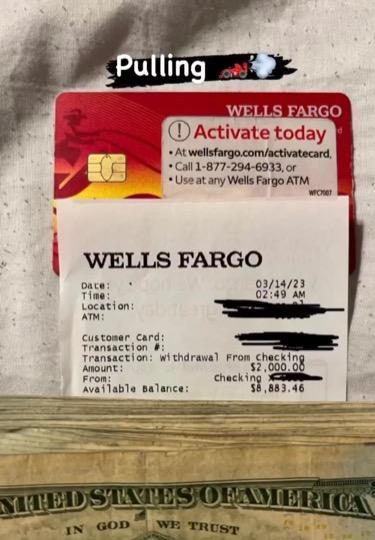 Pulling
WELLS FARGO
Activate today
• At wellsfargo.com/activatecard,
• Call 1-877-294-6933, or
• Use at any Wells Fargo ATM
WFC7007
WELLS FARGO
Date: 03/14/23
Time: 02:49 AM
Location:
ATM:
Customer Card:
Transaction #:
Transaction: Withdrawal From Checking
Amount: $2,000.00
From: Checking
Available Balance: $8,883.46
NITED STATES OF AMERICA
IN GOD WE TRUST